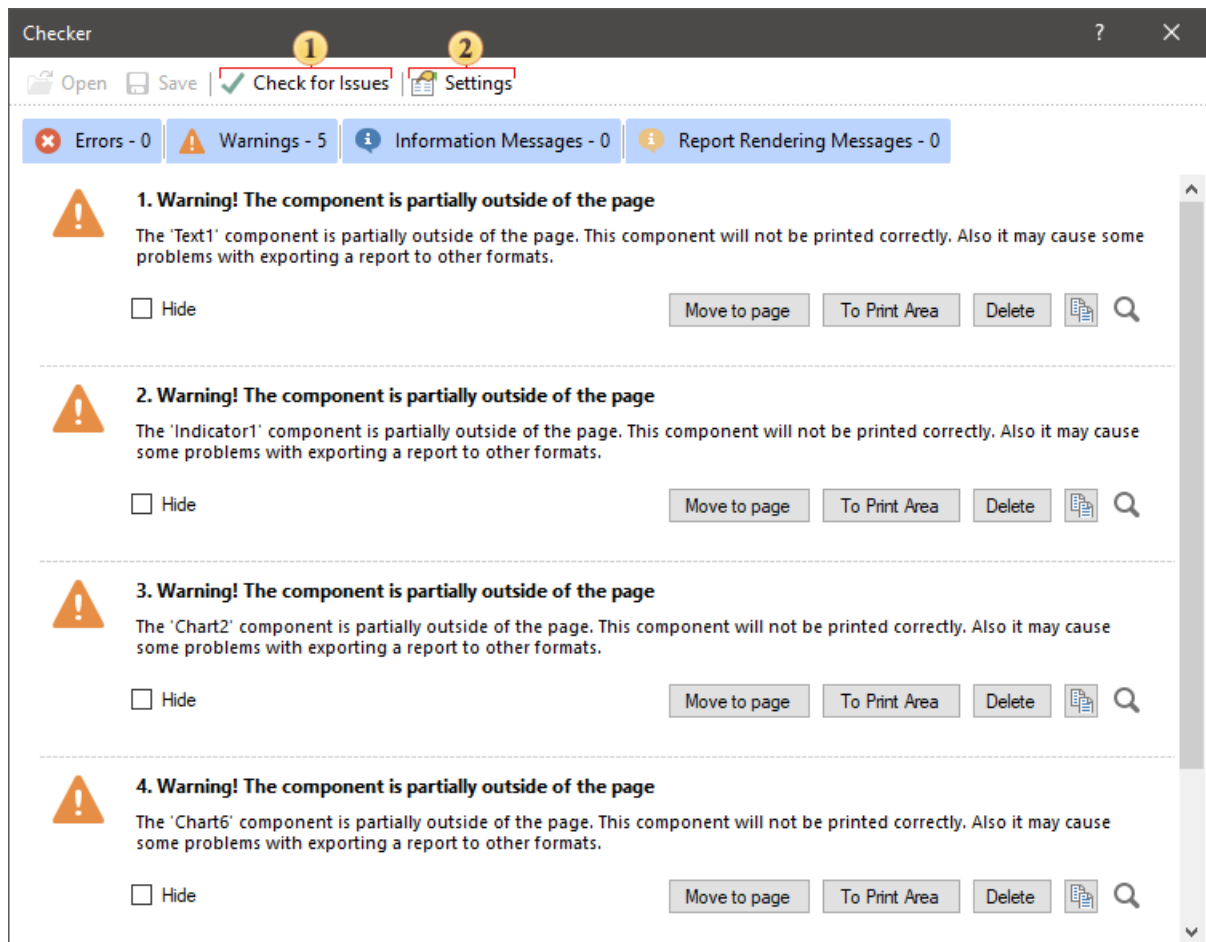 Checker ?
1 2
Open Save Check for Issues Settings
Errors - 0 Warnings - 5 Information Messages - 0 Report Rendering Messages - 0
1. Warning! The component is partially outside of the page
The 'Text1' component is partially outside of the page. This component will not be printed correctly. Also it may cause some
problems with exporting a report to other formats.
Hide Move to page To Print Area Delete
2. Warning! The component is partially outside of the page
The 'Indicator1' component is partially outside of the page. This component will not be printed correctly. Also it may cause
some problems with exporting a report to other formats.
Hide Move to page To Print Area Delete
3. Warning! The component is partially outside of the page
The 'Chart2' component is partially outside of the page. This component will not be printed correctly. Also it may cause
some problems with exporting a report to other formats.
Hide Move to page To Print Area Delete
4. Warning! The component is partially outside of the page
The 'Chart6' component is partially outside of the page. This component will not be printed correctly. Also it may cause
some problems with exporting a report to other formats.
Hide Move to page To Print Area Delete